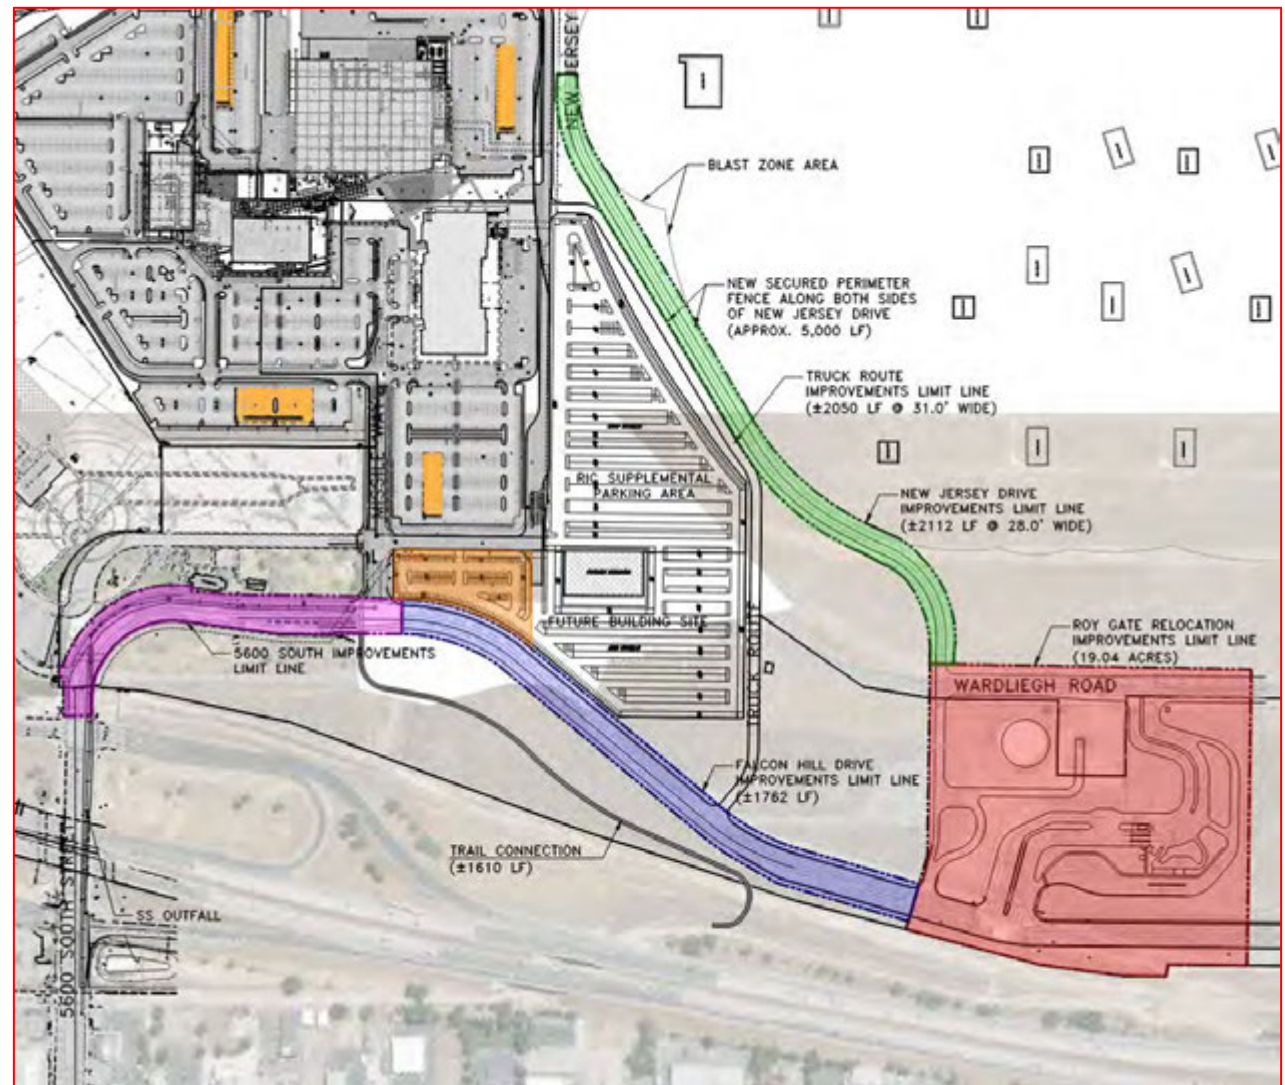 NEW JERSEY
BLAST ZONE AREA
NEW SECURED PERIMETER
FENCE ALONG BOTH SIDES
OF NEW JERSEY DRIVE
(APPROX. 5,000 LF)
TRUCK ROUTE
IMPROVEMENTS LIMIT LINE
(±2050 LF @ 31.0' WIDE)
RIC SUPPLEMENTAL
PARKING AREA
NEW JERSEY DRIVE
IMPROVEMENTS LIMIT LINE
(±2112 LF @ 28.0' WIDE)
FUTURE BUILDING SITE
TRUCK ROUTE
ROY GATE RELOCATION
IMPROVEMENTS LIMIT LINE
(19.04 ACRES)
5600 SOUTH IMPROVEMENTS
LIMIT LINE
WARDLIEGH ROAD
FALCON HILL DRIVE
IMPROVEMENTS LIMIT LINE
(±1762 LF)
TRAIL CONNECTION
(±1610 LF)
SS OUTFALL
5600 SOUTH STREET